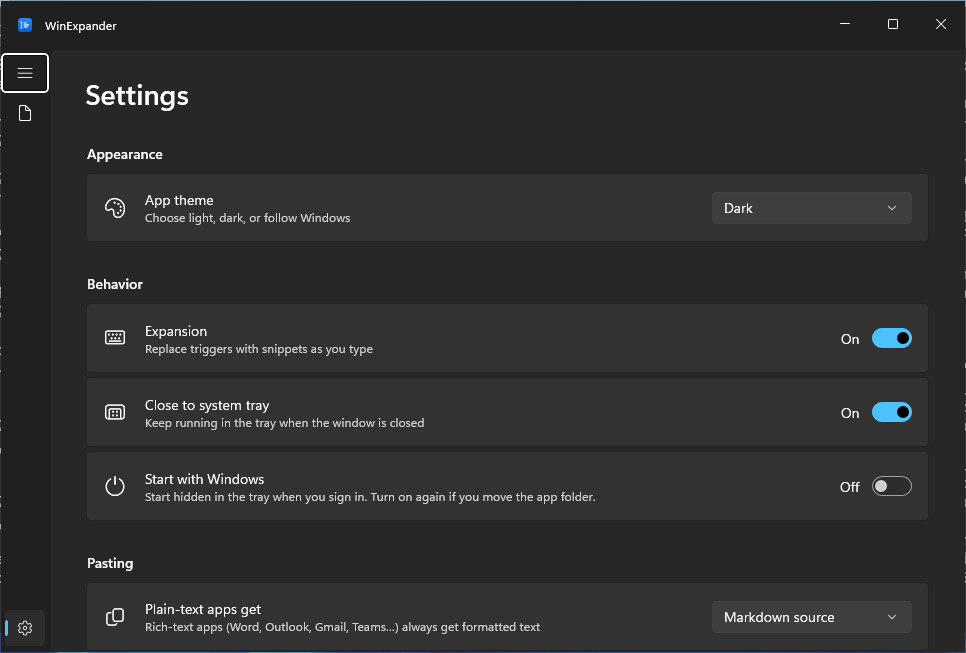 WinExpander
Settings
Appearance
App theme
Choose light, dark, or follow Windows
Dark
Behavior
Expansion
Replace triggers with snippets as you type
On
Close to system tray
Keep running in the tray when the window is closed
On
Start with Windows
Start hidden in the tray when you sign in. Turn on again if you move the app folder.
Off
Pasting
Plain-text apps get
Rich-text apps (Word, Outlook, Gmail, Teams...) always get formatted text
Markdown source